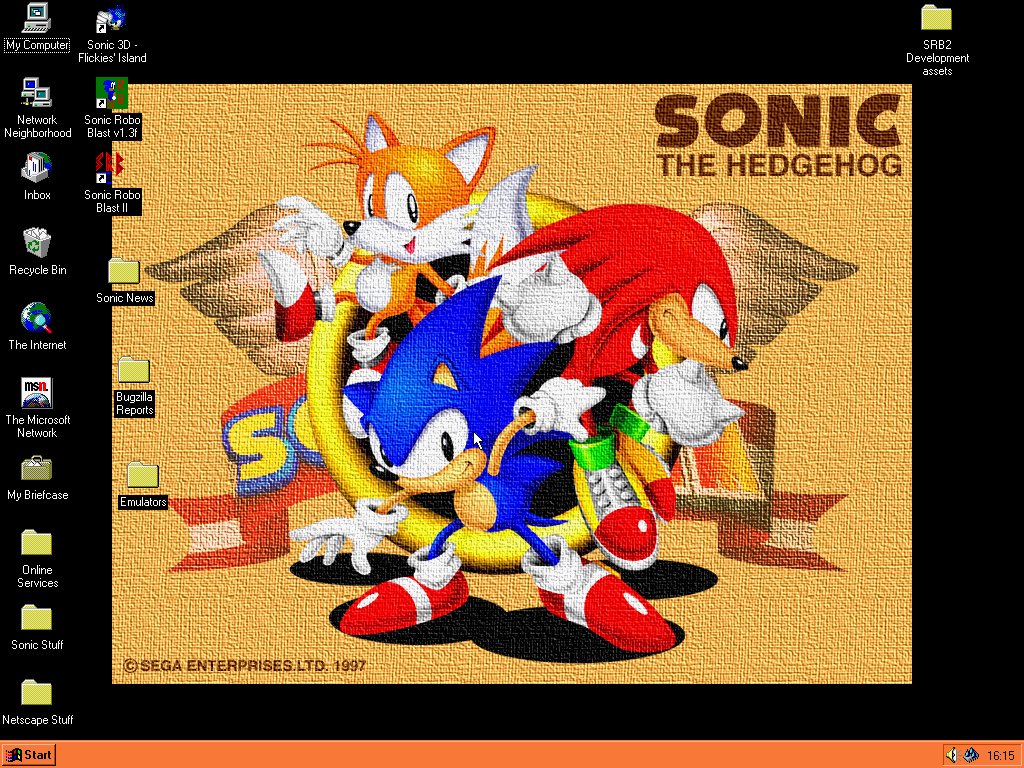 My Computer
Sonic 3D -
Flickies' Island
SRB2
Development
assets
Network
Neighborhood
Sonic Robo
Blast v1.3f
SONIC
THE HEDGEHOG
Inbox
Sonic Robo
Blast II
Recycle Bin
Sonic News
The Internet
Bugzilla
Reports
msn
The Microsoft
Network
My Briefcase
Emulators
Online
Services
Sonic Stuff
©SEGA ENTERPRISES.LTD. 1997
Netscape Stuff
Start
16:15